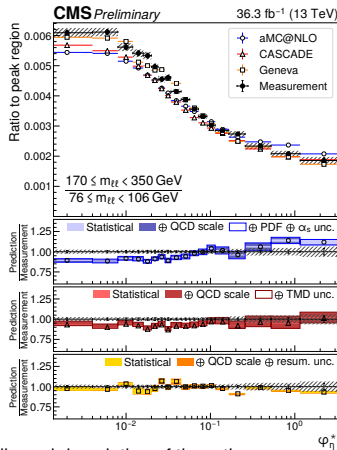 CMS Preliminary 36.3 fb⁻¹ (13 TeV)
Ratio to peak region
0.006
0.005
0.004
0.003
0.002
0.001
aMC@NLO
CASCADE
Geneva
Measurement
170 ≤ mℓℓ < 350 GeV
76 ≤ mℓℓ < 106 GeV
Prediction
Measurement
1.25
1.00
0.75
Statistical ⊕ QCD scale ⊕ PDF ⊕ αs unc.
Prediction
Measurement
1.25
1.00
0.75
Statistical ⊕ QCD scale ⊕ TMD unc.
Prediction
Measurement
1.25
1.00
0.75
Statistical ⊕ QCD scale ⊕ resum. unc.
10⁻² 10⁻¹ 10⁰
φ*η